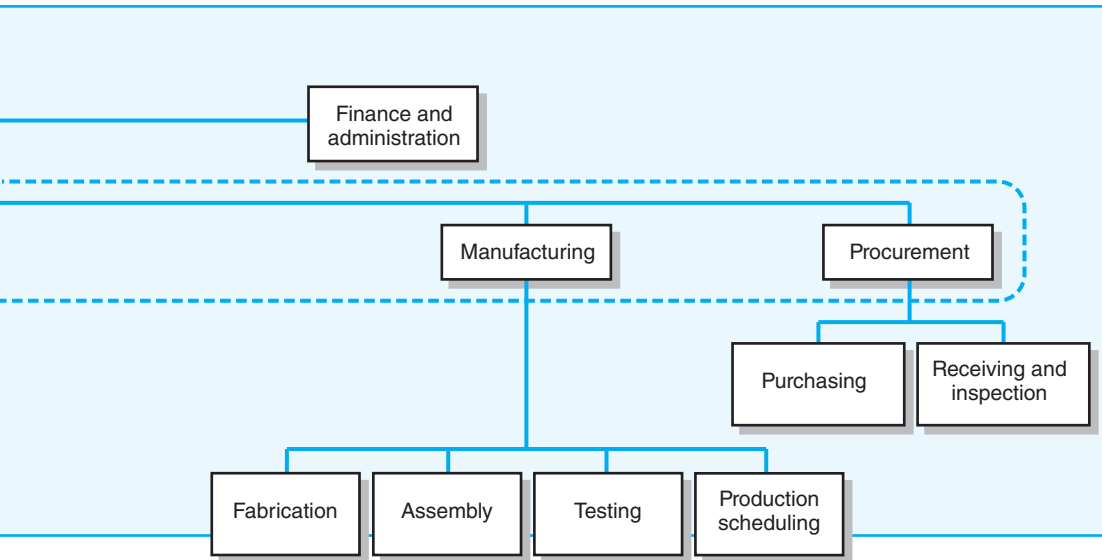 Finance and
administration
Manufacturing
Procurement
Purchasing
Receiving and
inspection
Fabrication
Assembly
Testing
Production
scheduling